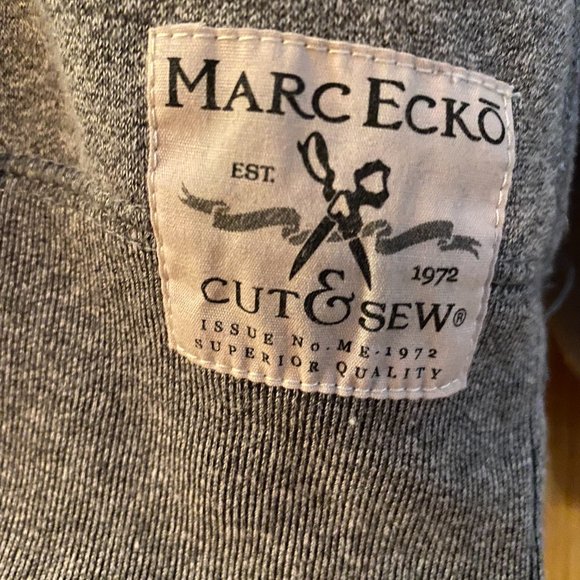 MARC ECKŌ
EST.
1972
CUT & SEW®
ISSUE No. ME-1972
SUPERIOR QUALITY